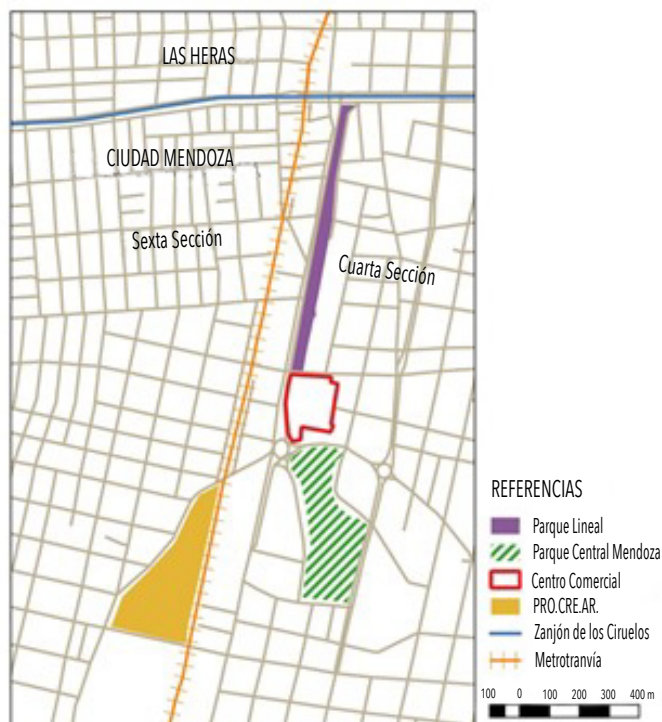 LAS HERAS
CIUDAD MENDOZA
Sexta Sección
Cuarta Sección
REFERENCIAS
Parque Lineal
Parque Central Mendoza
Centro Comercial
PRO.CRE.AR.
Zanjón de los Ciruelos
Metrotranvía
100 0 100 200 300 400 m